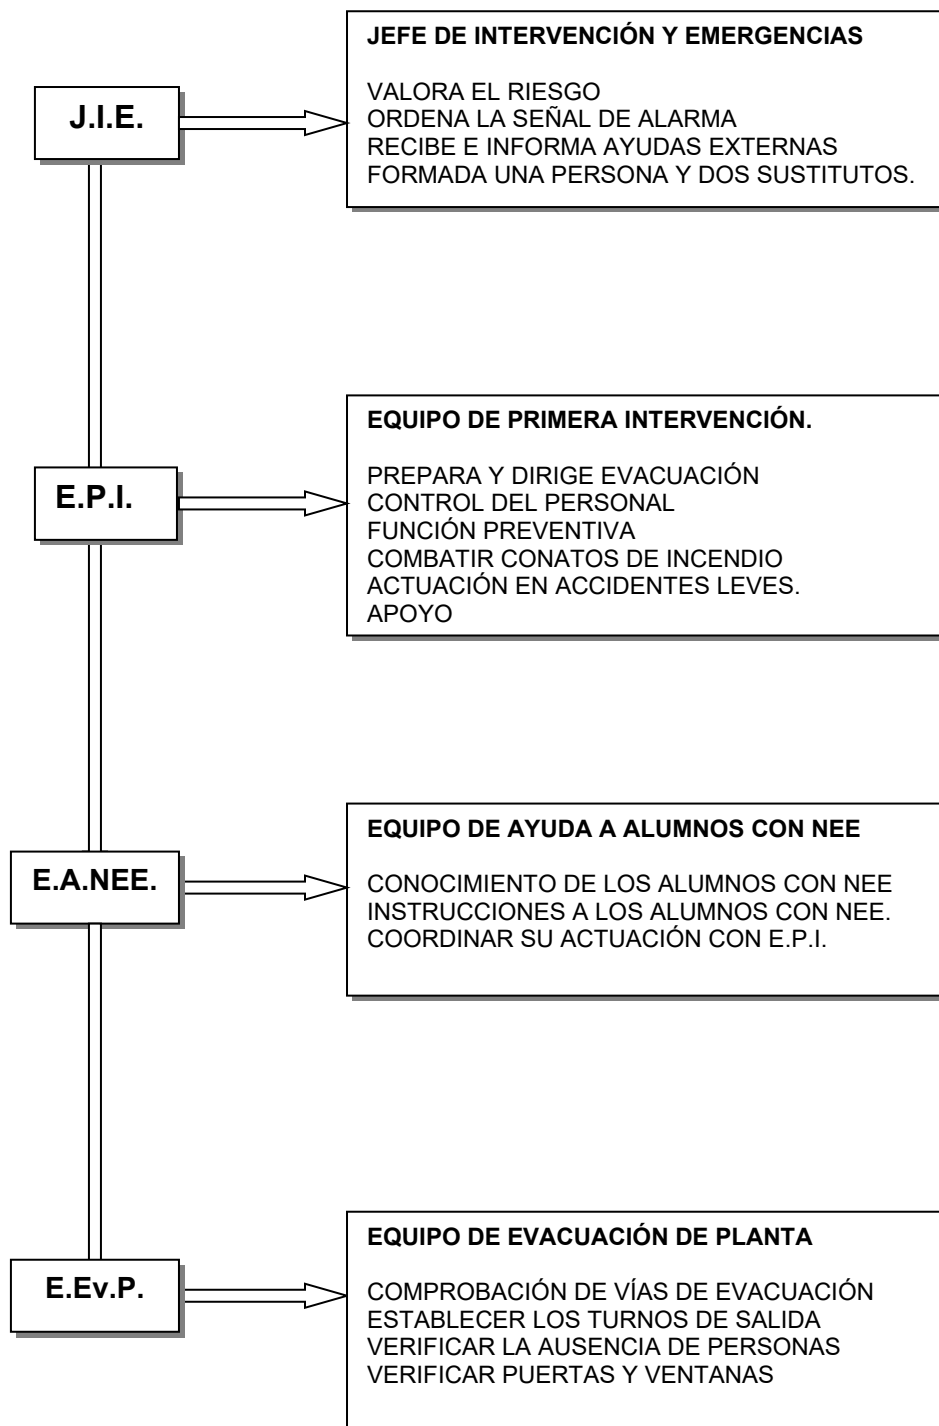 J.I.E.
JEFE DE INTERVENCIÓN Y EMERGENCIAS
VALORA EL RIESGO
ORDENA LA SEÑAL DE ALARMA
RECIBE E INFORMA AYUDAS EXTERNAS
FORMADA UNA PERSONA Y DOS SUSTITUTOS.
E.P.I.
EQUIPO DE PRIMERA INTERVENCIÓN.
PREPARA Y DIRIGE EVACUACIÓN
CONTROL DEL PERSONAL
FUNCIÓN PREVENTIVA
COMBATIR CONATOS DE INCENDIO
ACTUACIÓN EN ACCIDENTES LEVES.
APOYO
E.A.NEE.
EQUIPO DE AYUDA A ALUMNOS CON NEE
CONOCIMIENTO DE LOS ALUMNOS CON NEE
INSTRUCCIONES A LOS ALUMNOS CON NEE.
COORDINAR SU ACTUACIÓN CON E.P.I.
E.Ev.P.
EQUIPO DE EVACUACIÓN DE PLANTA
COMPROBACIÓN DE VÍAS DE EVACUACIÓN
ESTABLECER LOS TURNOS DE SALIDA
VERIFICAR LA AUSENCIA DE PERSONAS
VERIFICAR PUERTAS Y VENTANAS